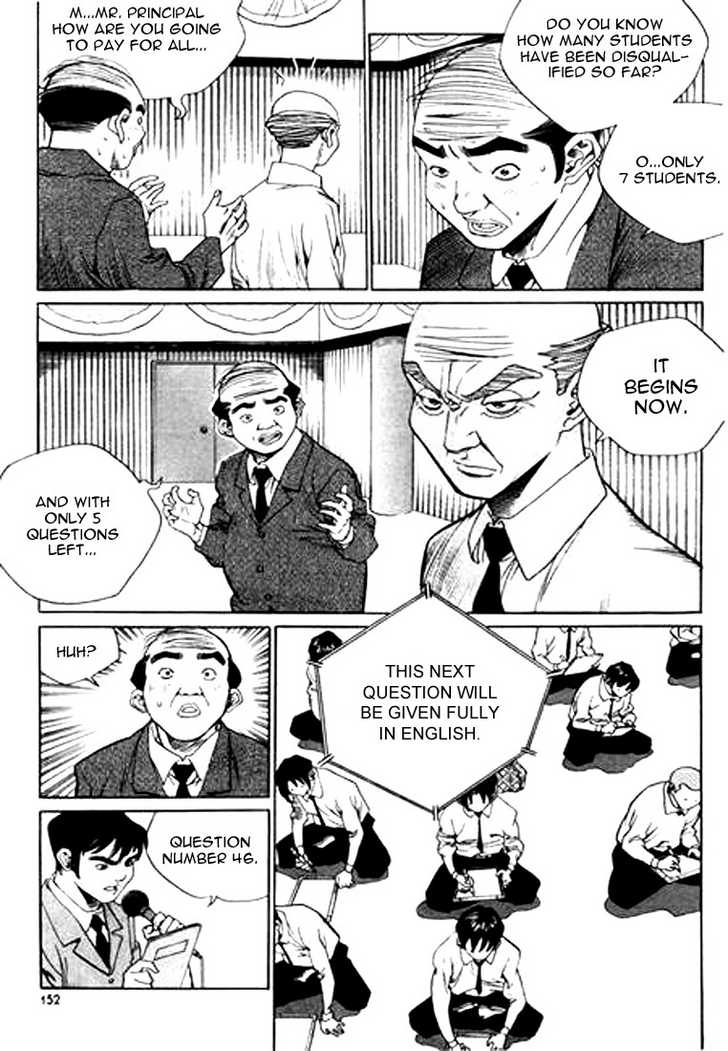 M...MR. PRINCIPAL
HOW ARE YOU GOING
TO PAY FOR ALL...
DO YOU KNOW
HOW MANY STUDENTS
HAVE BEEN DISQUAL-
IFIED SO FAR?
O...ONLY
7 STUDENTS.
IT
BEGINS
NOW.
AND WITH
ONLY 5
QUESTIONS
LEFT...
HUH?
THIS NEXT
QUESTION WILL
BE GIVEN FULLY
IN ENGLISH.
QUESTION
NUMBER 46.
152